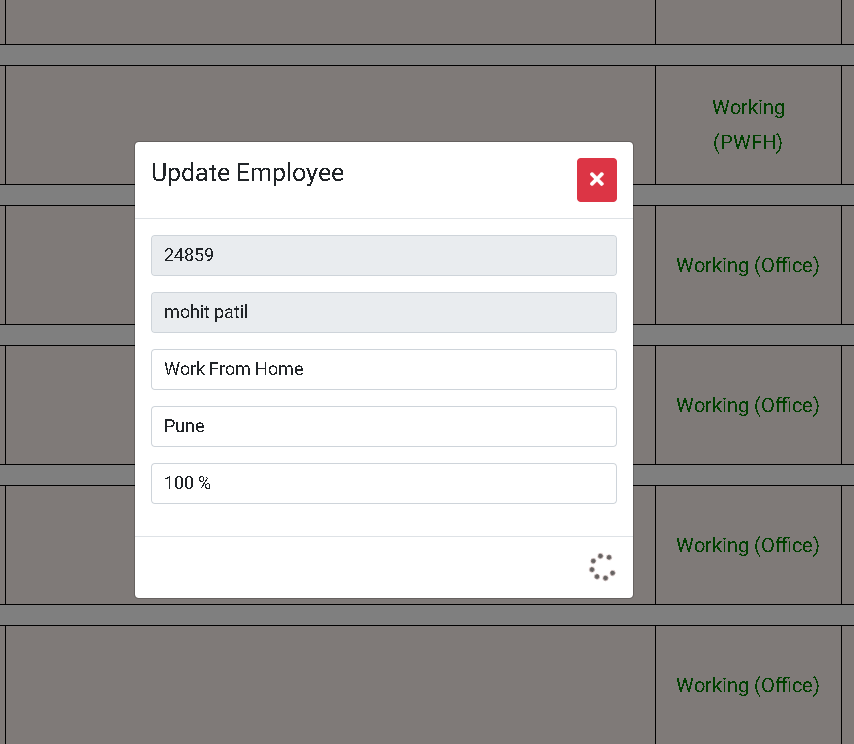 Working
(PWFH)
Update Employee
24859
Working (Office)
mohit patil
Work From Home
Working (Office)
Pune
100 %
Working (Office)
Working (Office)